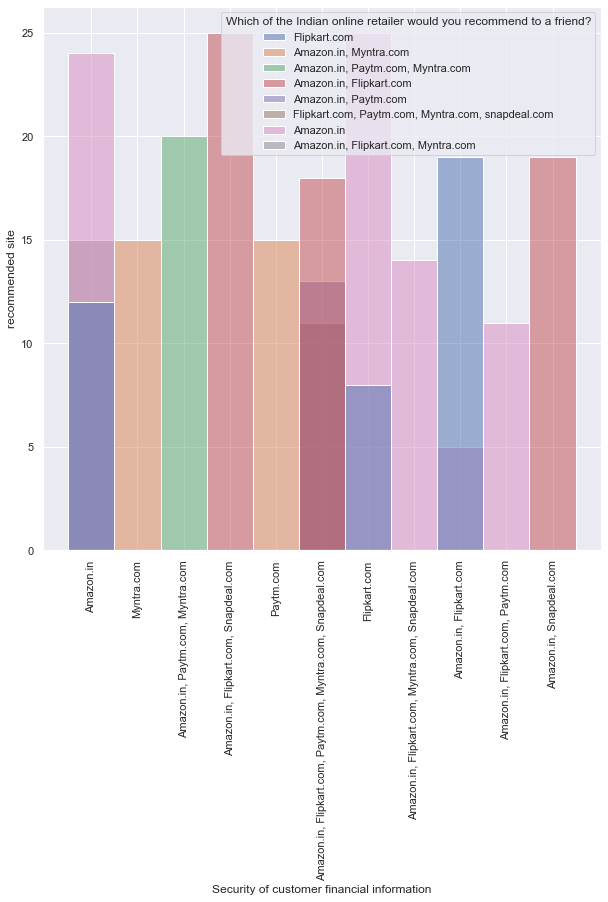 Which of the Indian online retailer would you recommend to a friend?
Flipkart.com
Amazon.in, Myntra.com
Amazon.in, Paytm.com, Myntra.com
Amazon.in, Flipkart.com
Amazon.in, Paytm.com
Flipkart.com, Paytm.com, Myntra.com, snapdeal.com
Amazon.in
Amazon.in, Flipkart.com, Myntra.com
25
20
15
10
5
0
recommended site
Amazon.in
Myntra.com
Amazon.in, Paytm.com, Myntra.com
Amazon.in, Flipkart.com, Snapdeal.com
Paytm.com
Amazon.in, Flipkart.com, Paytm.com, Myntra.com, Snapdeal.com
Flipkart.com
Amazon.in, Flipkart.com, Myntra.com, Snapdeal.com
Amazon.in, Flipkart.com
Amazon.in, Flipkart.com, Paytm.com
Amazon.in, Snapdeal.com
Security of customer financial information